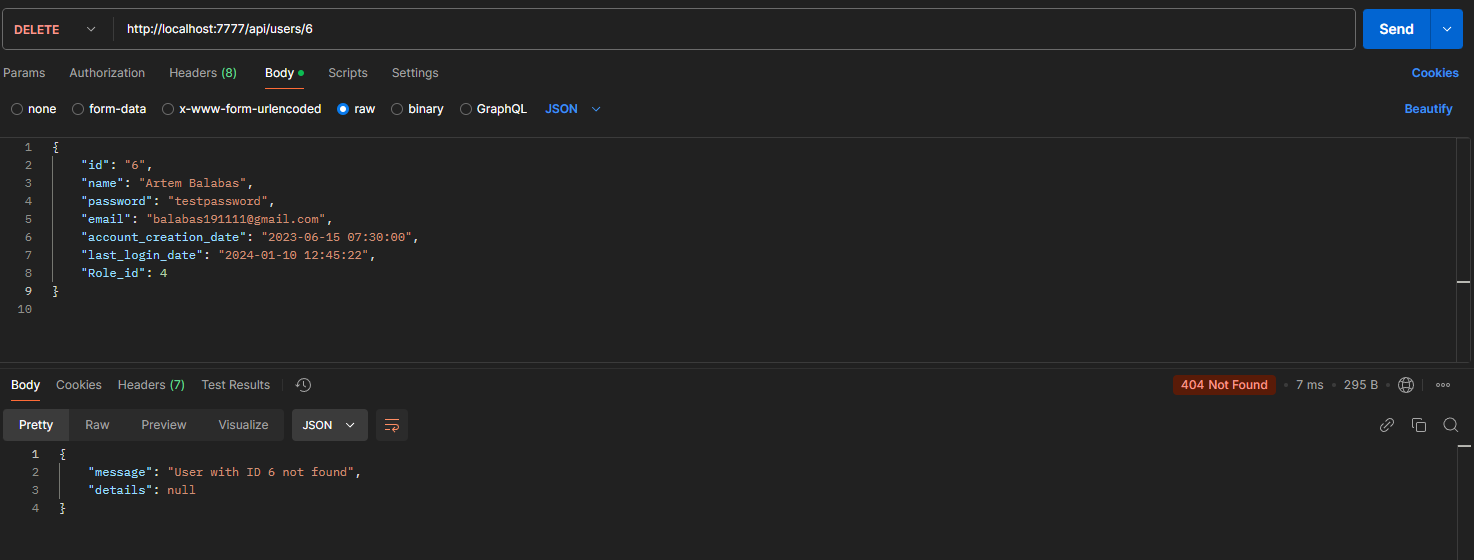 DELETE http://localhost:7777/api/users/6 Send
Params Authorization Headers (8) Body Scripts Settings Cookies
none form-data x-www-form-urlencoded raw binary GraphQL JSON Beautify
1 {
2 "id": "6",
3 "name": "Artem Balabas",
4 "password": "testpassword",
5 "email": "balabas191111@gmail.com",
6 "account_creation_date": "2023-06-15 07:30:00",
7 "last_login_date": "2024-01-10 12:45:22",
8 "Role_id": 4
9 }
10
Body Cookies Headers (7) Test Results 404 Not Found 7 ms 295 B
Pretty Raw Preview Visualize JSON
1 {
2 "message": "User with ID 6 not found",
3 "details": null
4 }